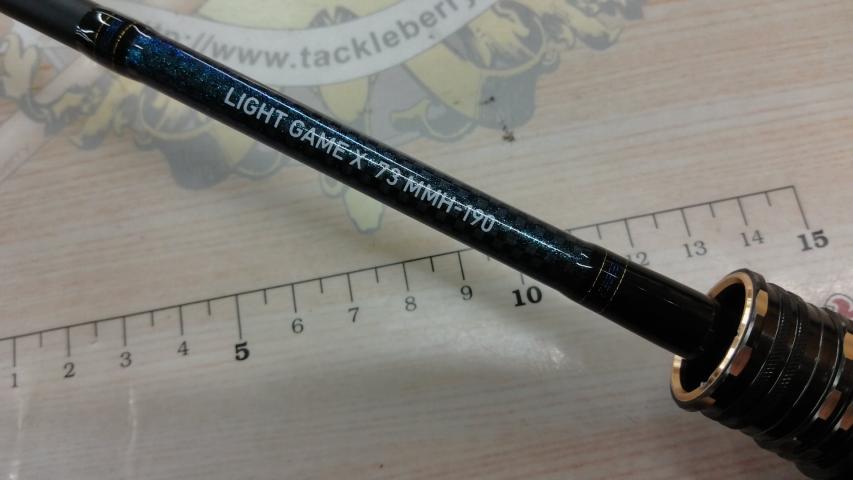 http://www.tackleberry
LIGHT GAME X 73 MMH-190
1 2 3 4 5 6 7 8 9 10 12 13 14 15